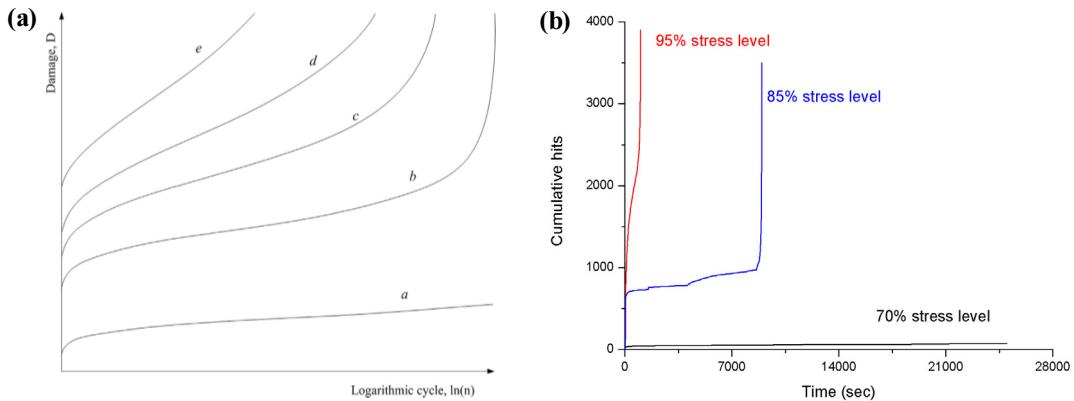 (a)
Damage, D
e
d
c
b
a
Logarithmic cycle, ln(n)
(b)
Cumulative hits
4000
3000
2000
1000
0
95% stress level
85% stress level
70% stress level
0
7000
14000
21000
28000
Time (sec)